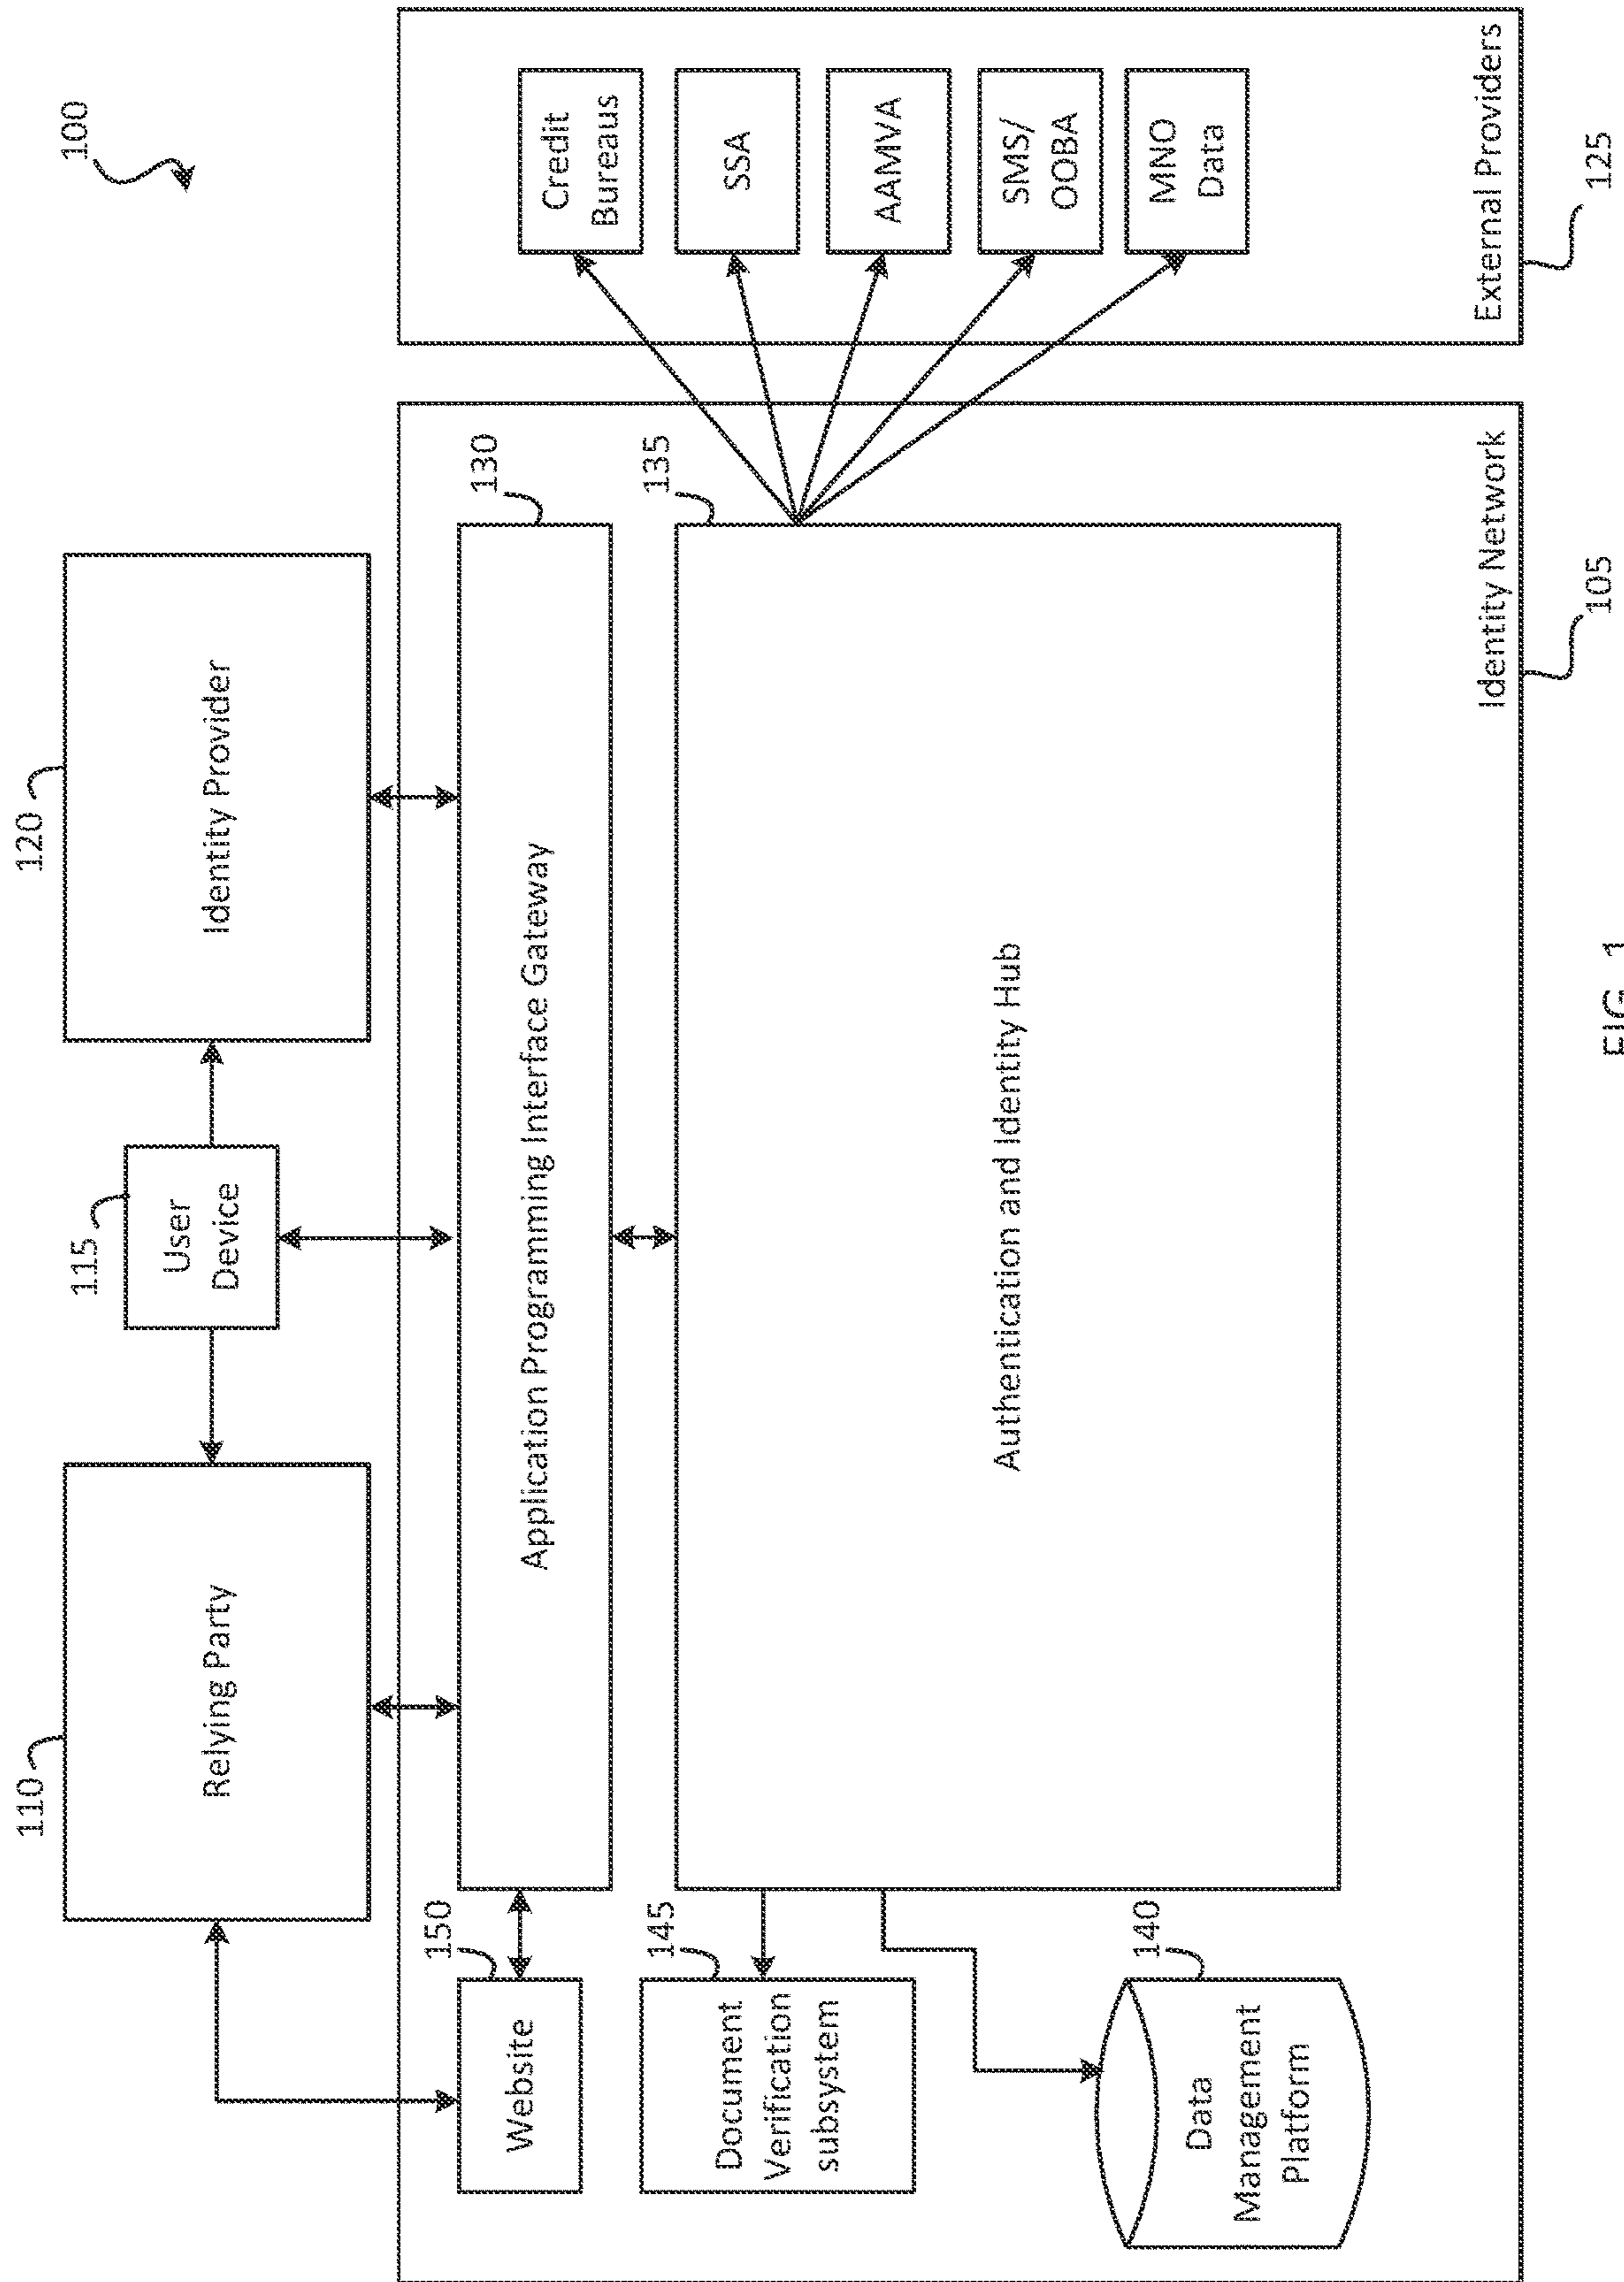 100
110
Relying Party
115
User
Device
120
Identity Provider
150
Website
130
Application Programming Interface Gateway
145
Document
Verification
subsystem
135
Authentication and Identity Hub
140
Data
Management
Platform
Identity Network
105
Credit
Bureaus
SSA
AAMVA
SMS/
OOBA
MNO
Data
External Providers
125
FIG. 1